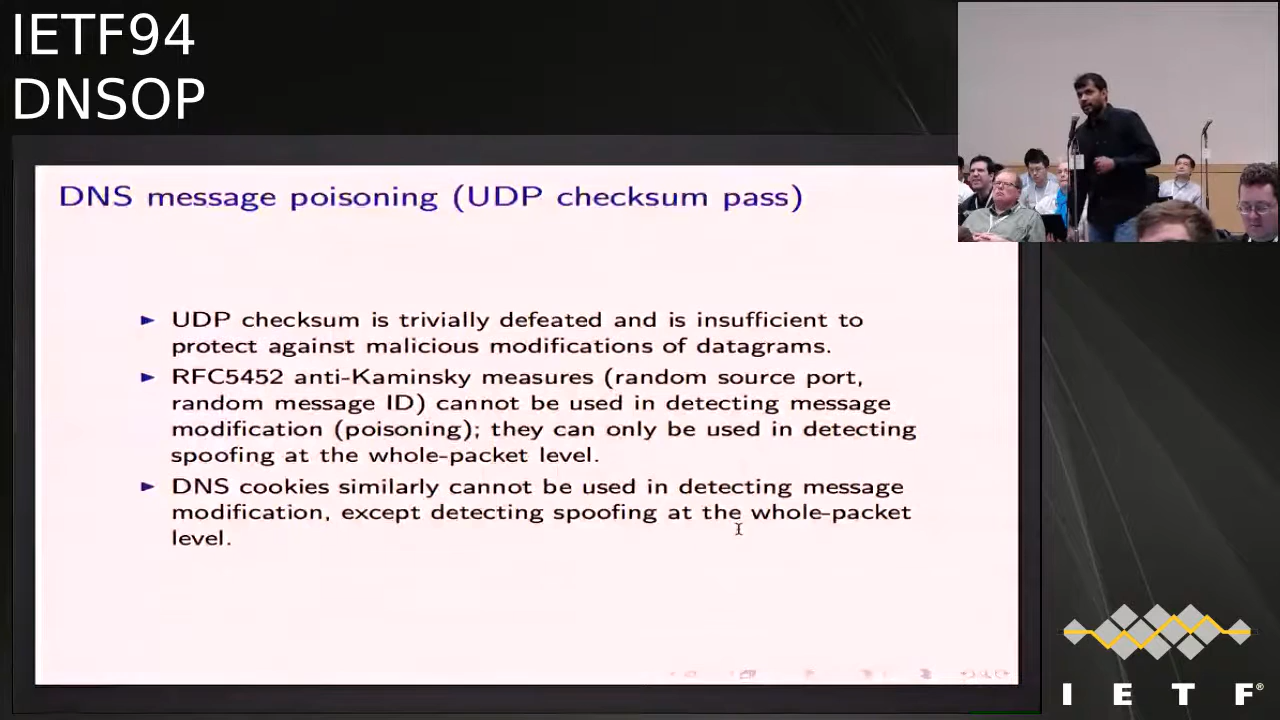 IETF94
DNSOP
DNS message poisoning (UDP checksum pass)
► UDP checksum is trivially defeated and is insufficient to
protect against malicious modifications of datagrams.
► RFC5452 anti-Kaminsky measures (random source port,
random message ID) cannot be used in detecting message
modification (poisoning); they can only be used in detecting
spoofing at the whole-packet level.
► DNS cookies similarly cannot be used in detecting message
modification, except detecting spoofing at the whole-packet
level.
I E T F®